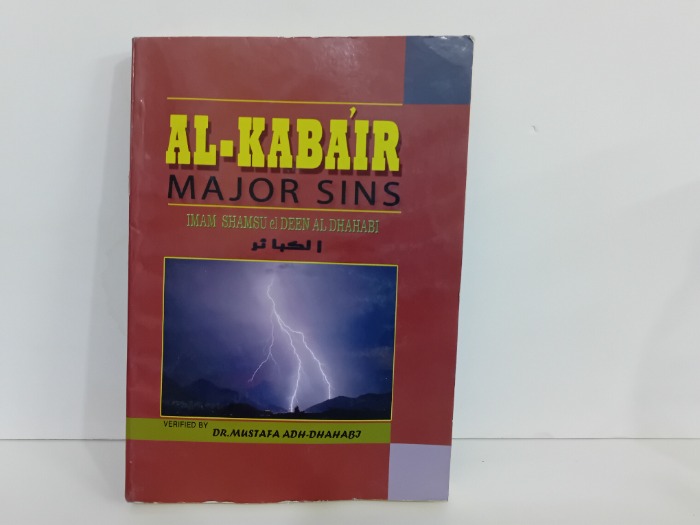 AL-KABA'IR
MAJOR SINS
IMAM SHAMSU el DEEN AL DHAHABI
الكبائر
VERIFIED BY DR.MUSTAFA ADH-DHAHABI